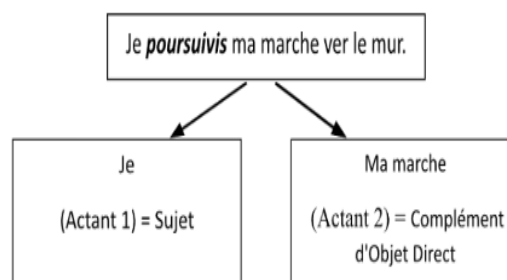 Je poursuivis ma marche ver le mur.
Je
(Actant 1) = Sujet
Ma marche
(Actant 2) = Complément
d'Objet Direct